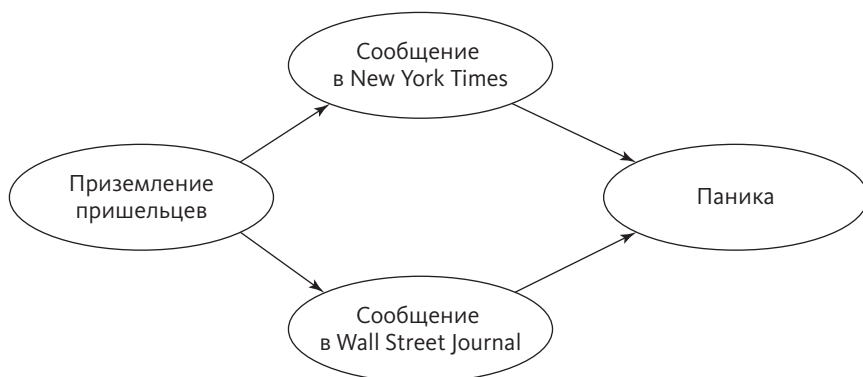 Сообщение
в New York Times
Приземление
пришельцев
Паника
Сообщение
в Wall Street Journal